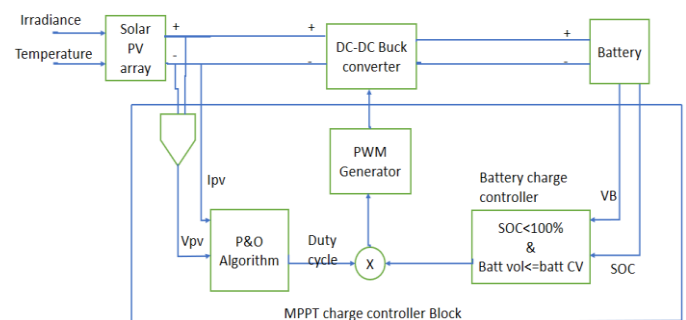 Irradiance
Temperature
Solar
PV
array
+
-
+
-
DC-DC Buck
converter
+
-
Battery
PWM
Generator
Ipv
Vpv
P&O
Algorithm
Duty
cycle
X
Battery charge
controller
SOC<100%
&
Batt vol<=batt CV
VB
SOC
MPPT charge controller Block